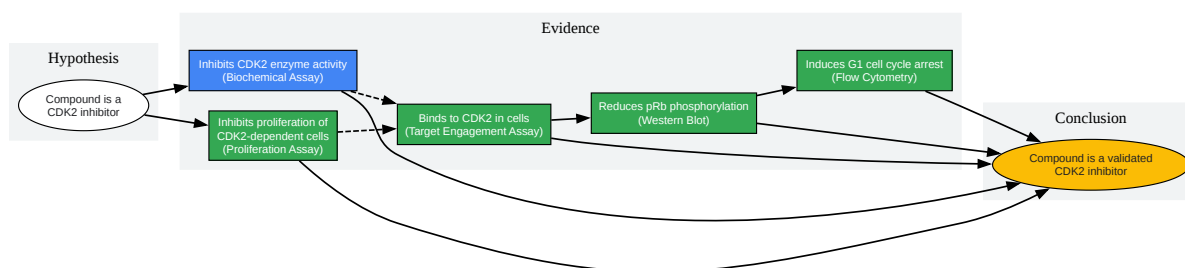 Evidence
Hypothesis
Compound is a
CDK2 inhibitor
Inhibits CDK2 enzyme activity
(Biochemical Assay)
Inhibits proliferation of
CDK2-dependent cells
(Proliferation Assay)
Binds to CDK2 in cells
(Target Engagement Assay)
Reduces pRb phosphorylation
(Western Blot)
Induces G1 cell cycle arrest
(Flow Cytometry)
Conclusion
Compound is a validated
CDK2 inhibitor